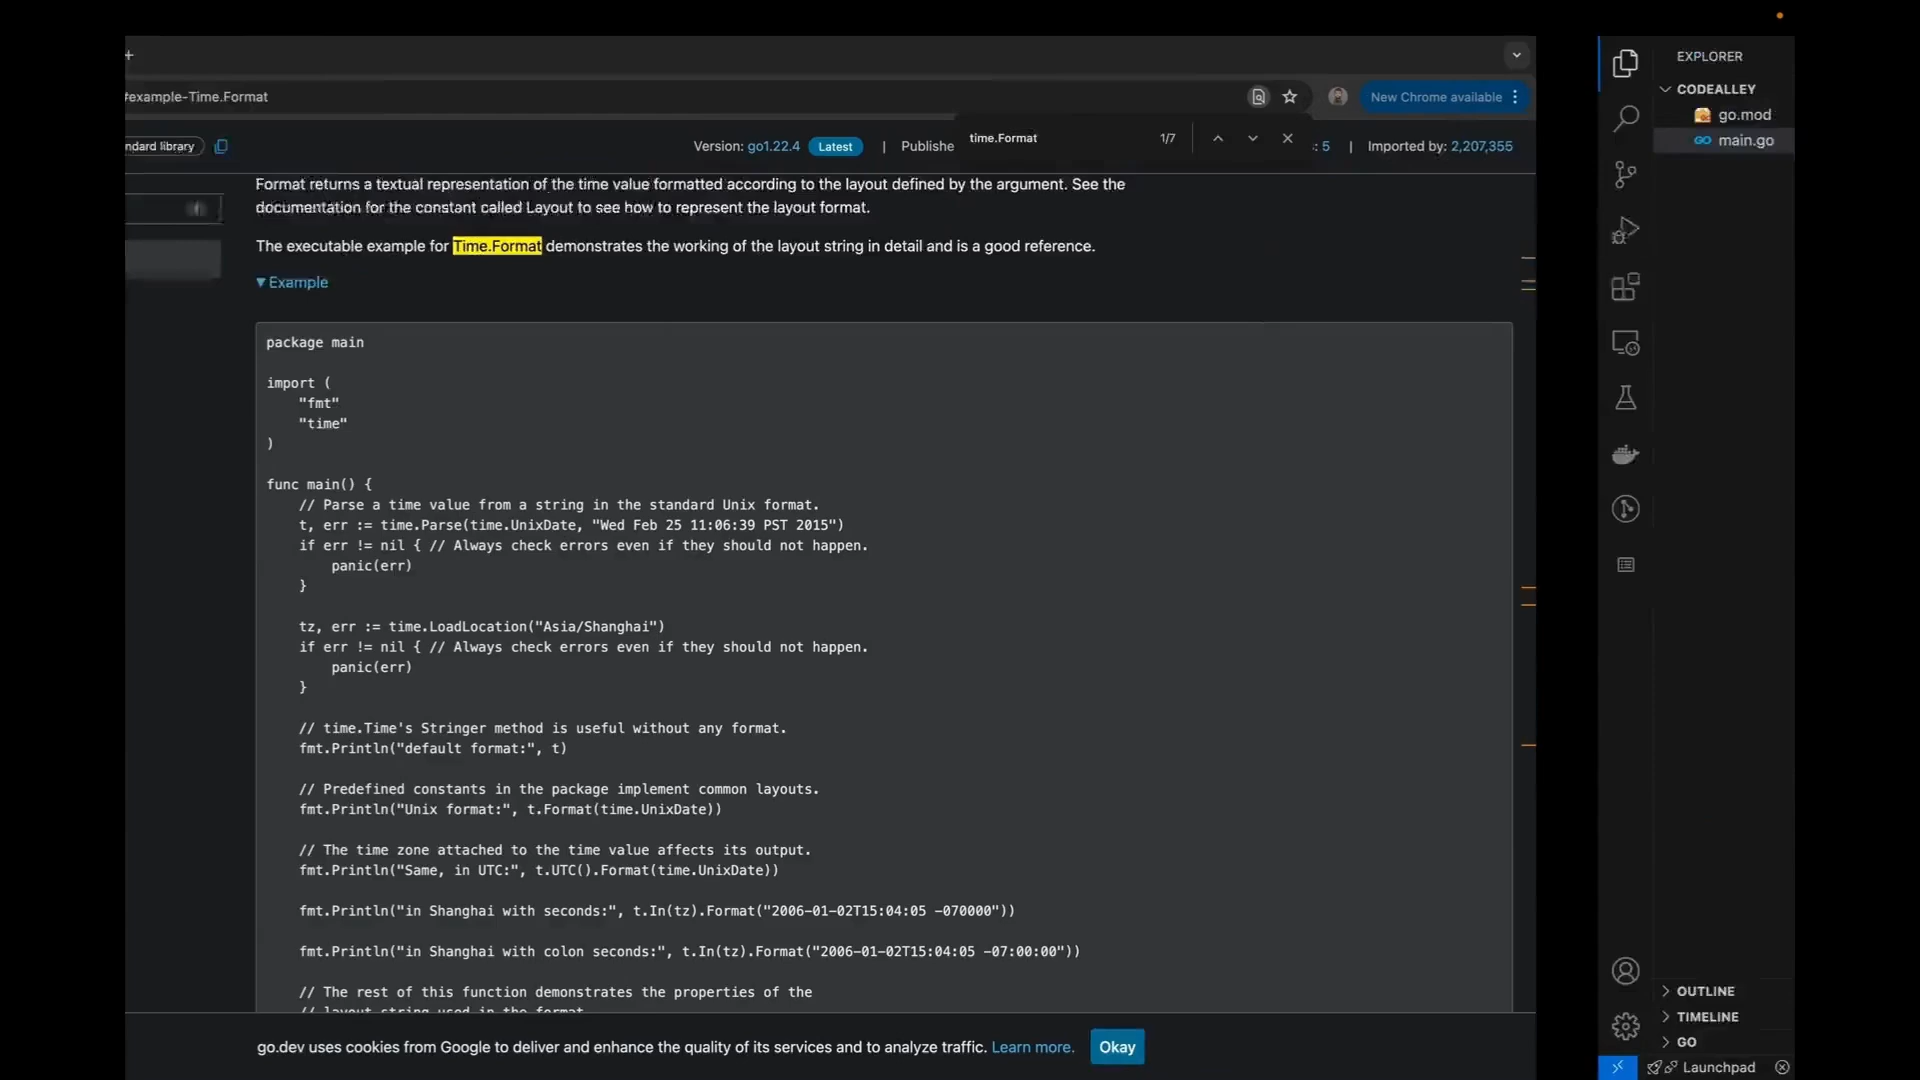 #example-Time.Format
New Chrome available
ndard library
Version: go1.22.4 Latest | Publishe
time.Format 1/7
: 5 | Imported by: 2,207,355
Format returns a textual representation of the time value formatted according to the layout defined by the argument. See the
documentation for the constant called Layout to see how to represent the layout format.
The executable example for Time.Format demonstrates the working of the layout string in detail and is a good reference.
▾ Example
package main
import (
"fmt"
"time"
)
func main() {
// Parse a time value from a string in the standard Unix format.
t, err := time.Parse(time.UnixDate, "Wed Feb 25 11:06:39 PST 2015")
if err != nil { // Always check errors even if they should not happen.
panic(err)
}
tz, err := time.LoadLocation("Asia/Shanghai")
if err != nil { // Always check errors even if they should not happen.
panic(err)
}
// time.Time's Stringer method is useful without any format.
fmt.Println("default format:", t)
// Predefined constants in the package implement common layouts.
fmt.Println("Unix format:", t.Format(time.UnixDate))
// The time zone attached to the time value affects its output.
fmt.Println("Same, in UTC:", t.UTC().Format(time.UnixDate))
fmt.Println("in Shanghai with seconds:", t.In(tz).Format("2006-01-02T15:04:05 -070000"))
fmt.Println("in Shanghai with colon seconds:", t.In(tz).Format("2006-01-02T15:04:05 -07:00:00"))
// The rest of this function demonstrates the properties of the
// layout string used in the format.
go.dev uses cookies from Google to deliver and enhance the quality of its services and to analyze traffic. Learn more.
Okay
EXPLORER
CODEALLEY
go.mod
main.go
OUTLINE
TIMELINE
GO
Launchpad